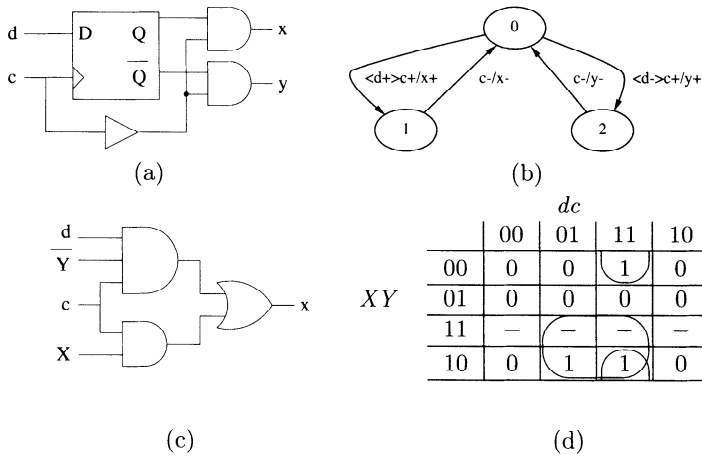 d
D
Q
x
c
Q
y
(a)
0
<d+>c+/x+
c-/x-
c-/y-
<d->c+/y+
1
2
(b)
d
Y
c
X
x
(c)
dc
00 01 11 10
XY
00 0 0 1 0
01 0 0 0 0
11 – – – –
10 0 1 1 0
(d)